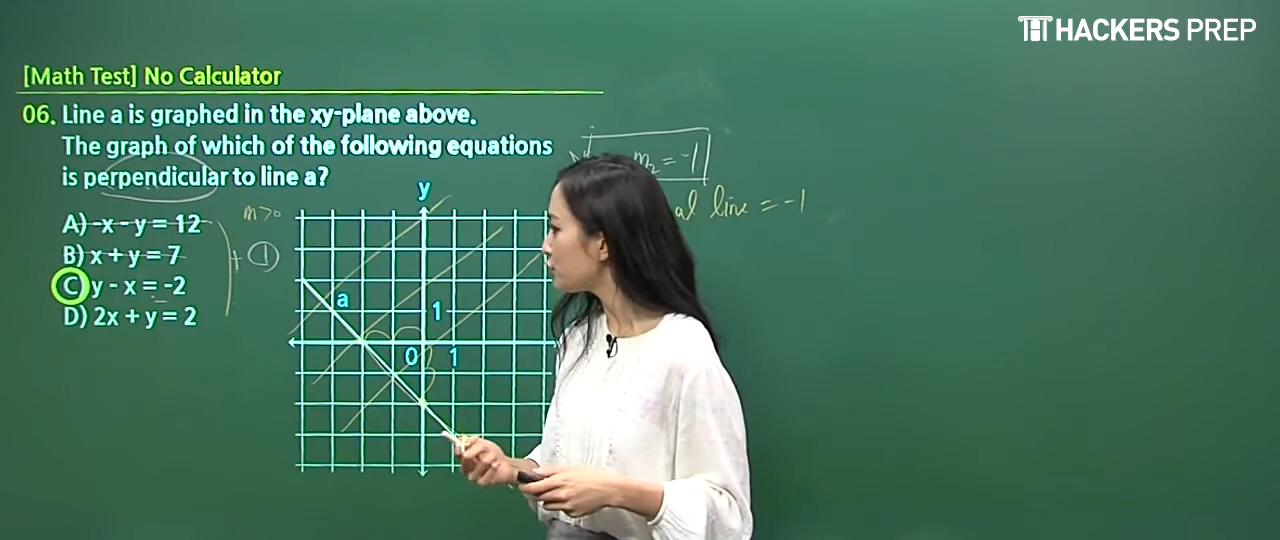 HACKERS PREP
[Math Test] No Calculator
06. Line a is graphed in the xy-plane above.
The graph of which of the following equations
is perpendicular to line a?
m₂ = -1
al line = -1
A) -x - y = 12
m>0
B) x + y = 7
+ ①
C) y - x = -2
D) 2x + y = 2
y
a
1
0
1